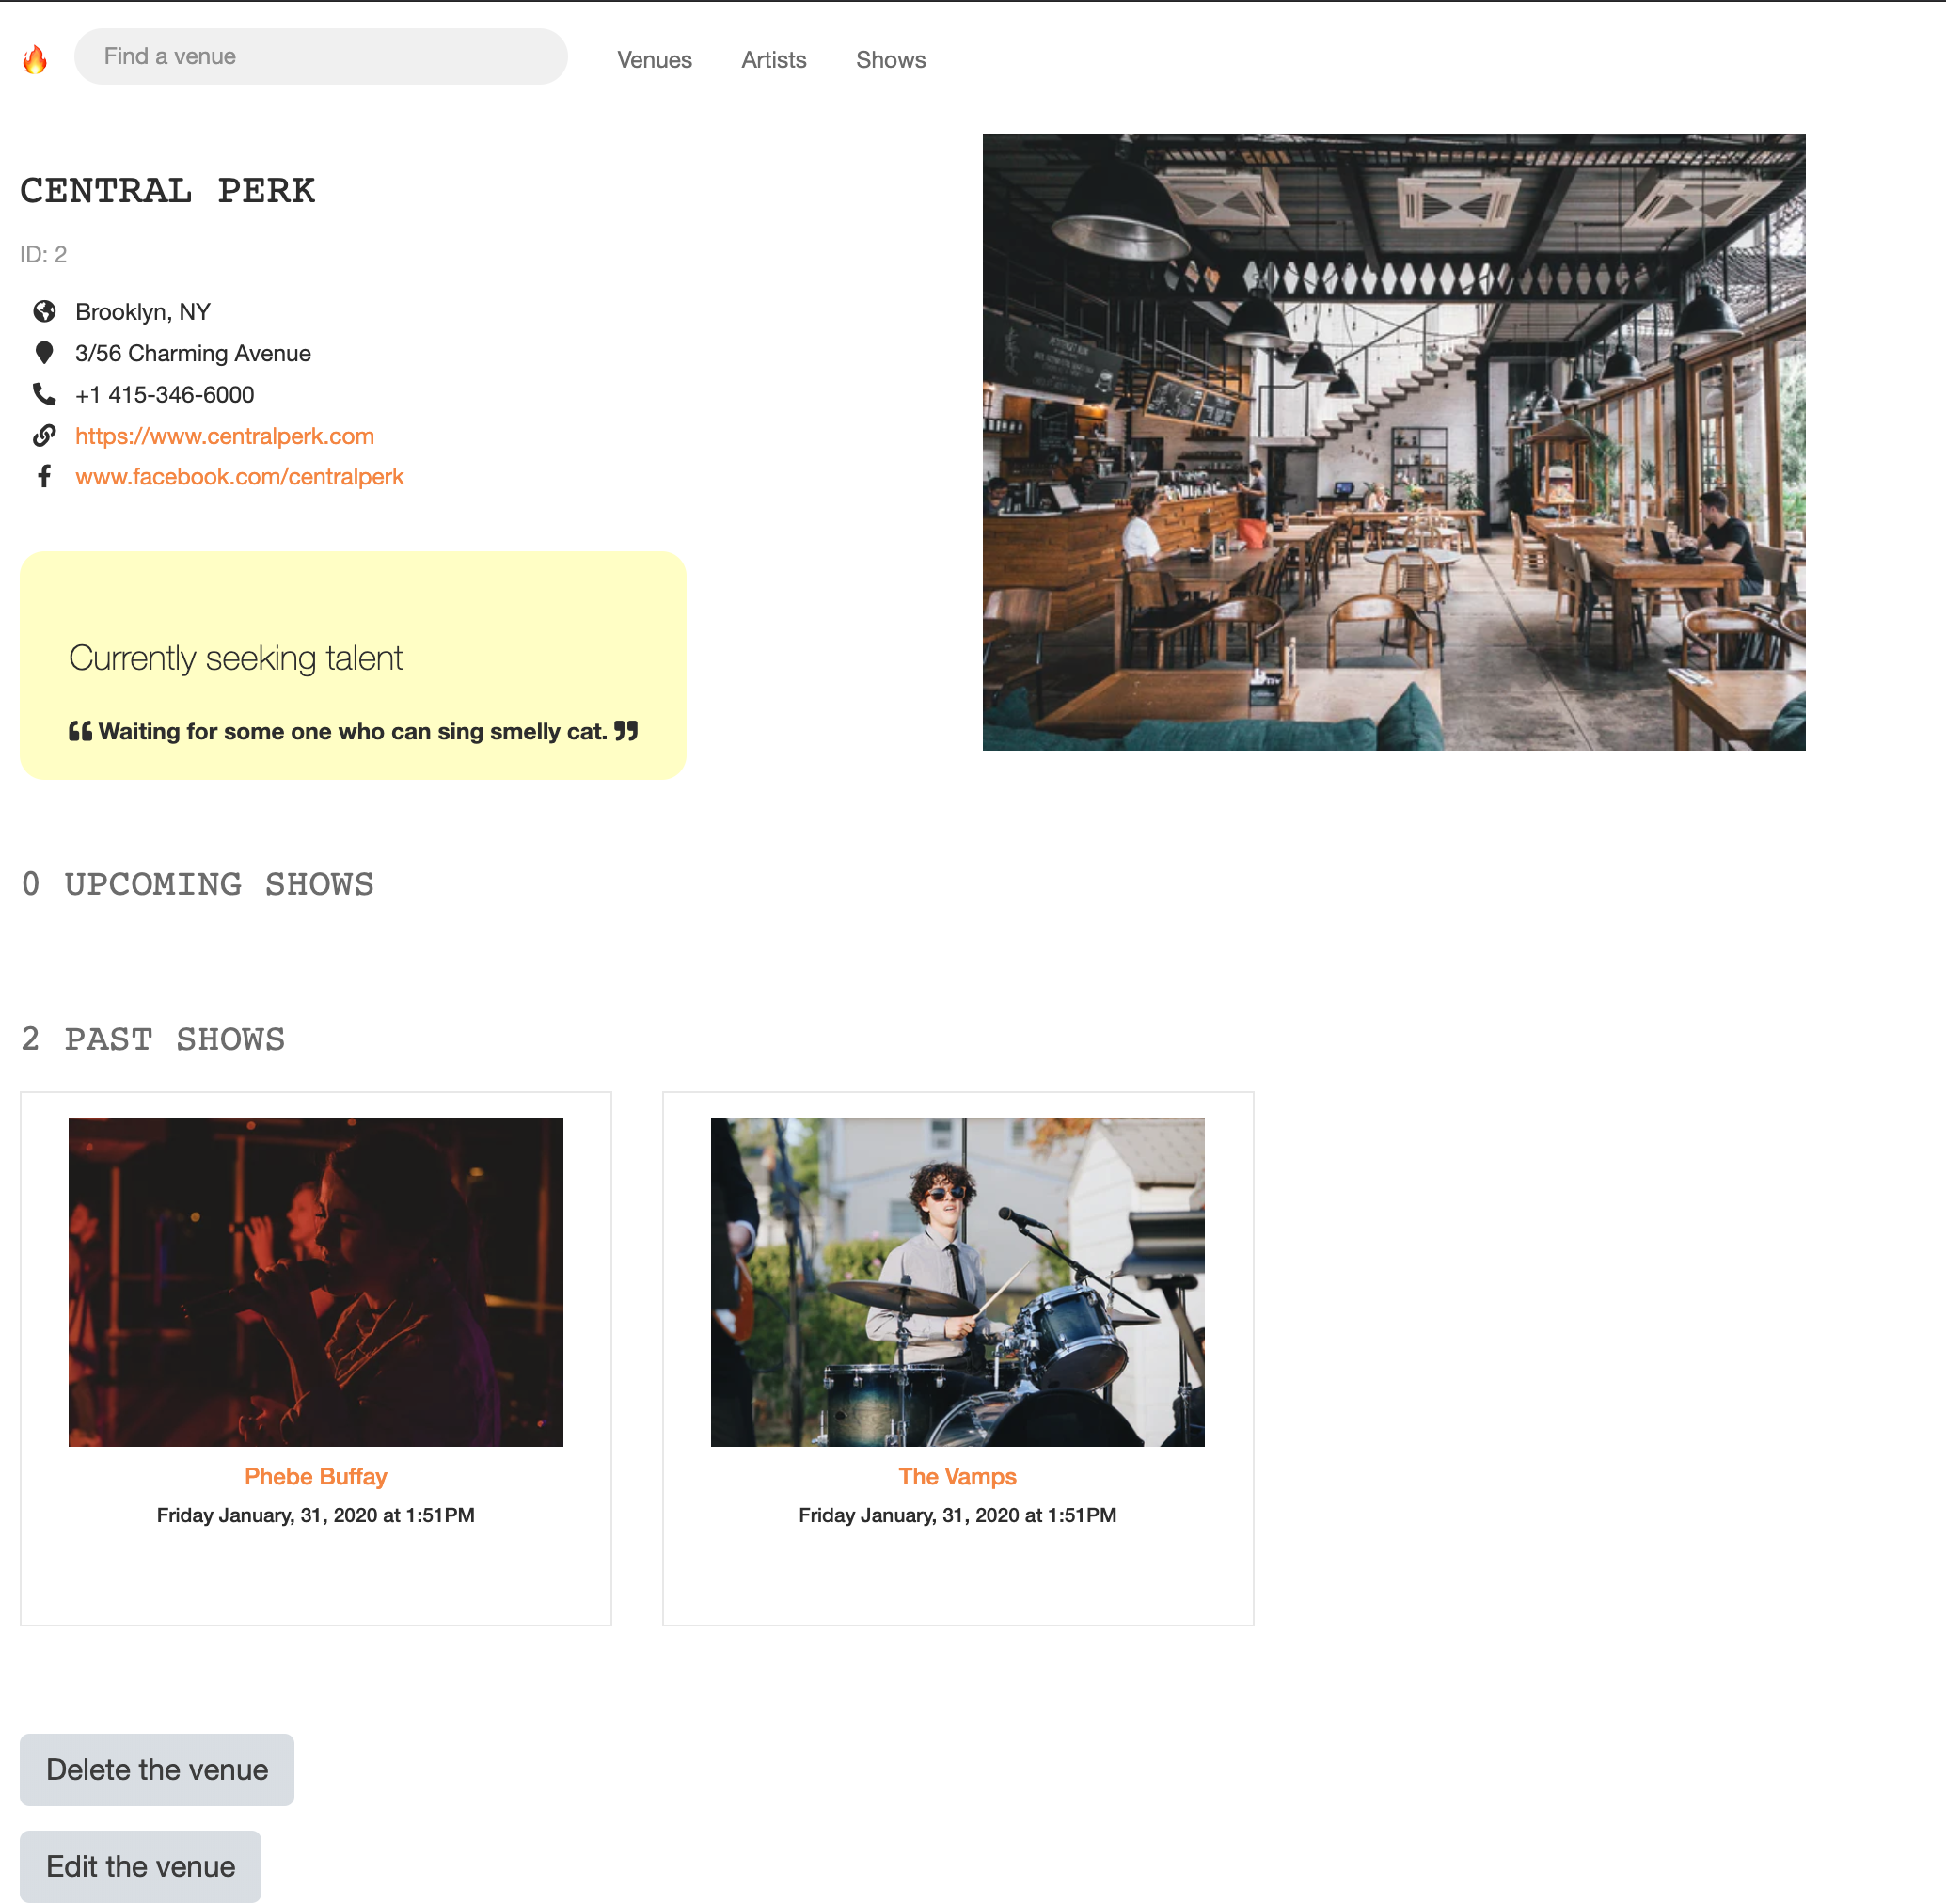 Find a venue
Venues
Artists
Shows
CENTRAL PERK
ID: 2
Brooklyn, NY
3/56 Charming Avenue
+1 415-346-6000
https://www.centralperk.com
www.facebook.com/centralperk
Currently seeking talent
❝ Waiting for some one who can sing smelly cat. ❞
0 UPCOMING SHOWS
2 PAST SHOWS
Phebe Buffay
Friday January, 31, 2020 at 1:51PM
The Vamps
Friday January, 31, 2020 at 1:51PM
Delete the venue
Edit the venue